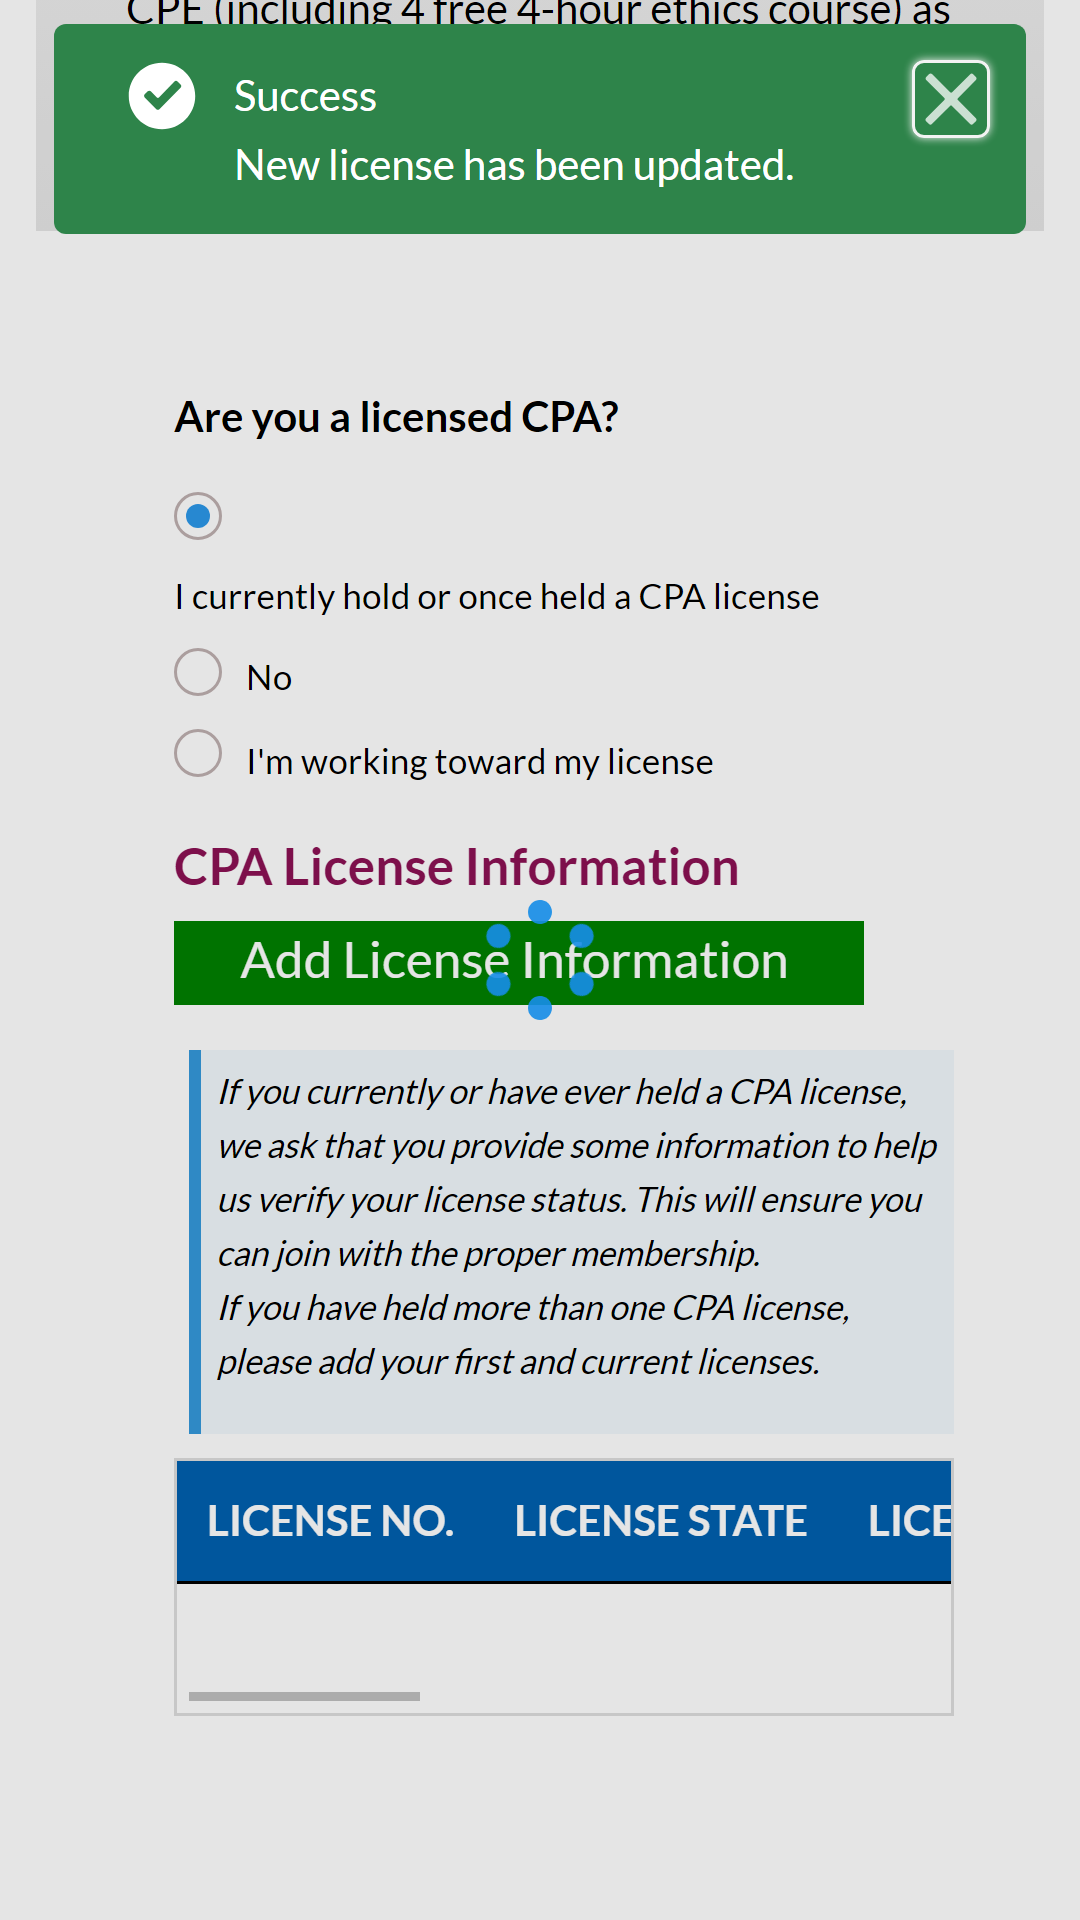 CPE (including 4 free 4-hour ethics course) as
Success
New license has been updated.
Are you a licensed CPA?
I currently hold or once held a CPA license
No
I'm working toward my license
CPA License Information
Add License Information
If you currently or have ever held a CPA license,
we ask that you provide some information to help
us verify your license status. This will ensure you
can join with the proper membership.
If you have held more than one CPA license,
please add your first and current licenses.
LICENSE NO. LICENSE STATE LICE